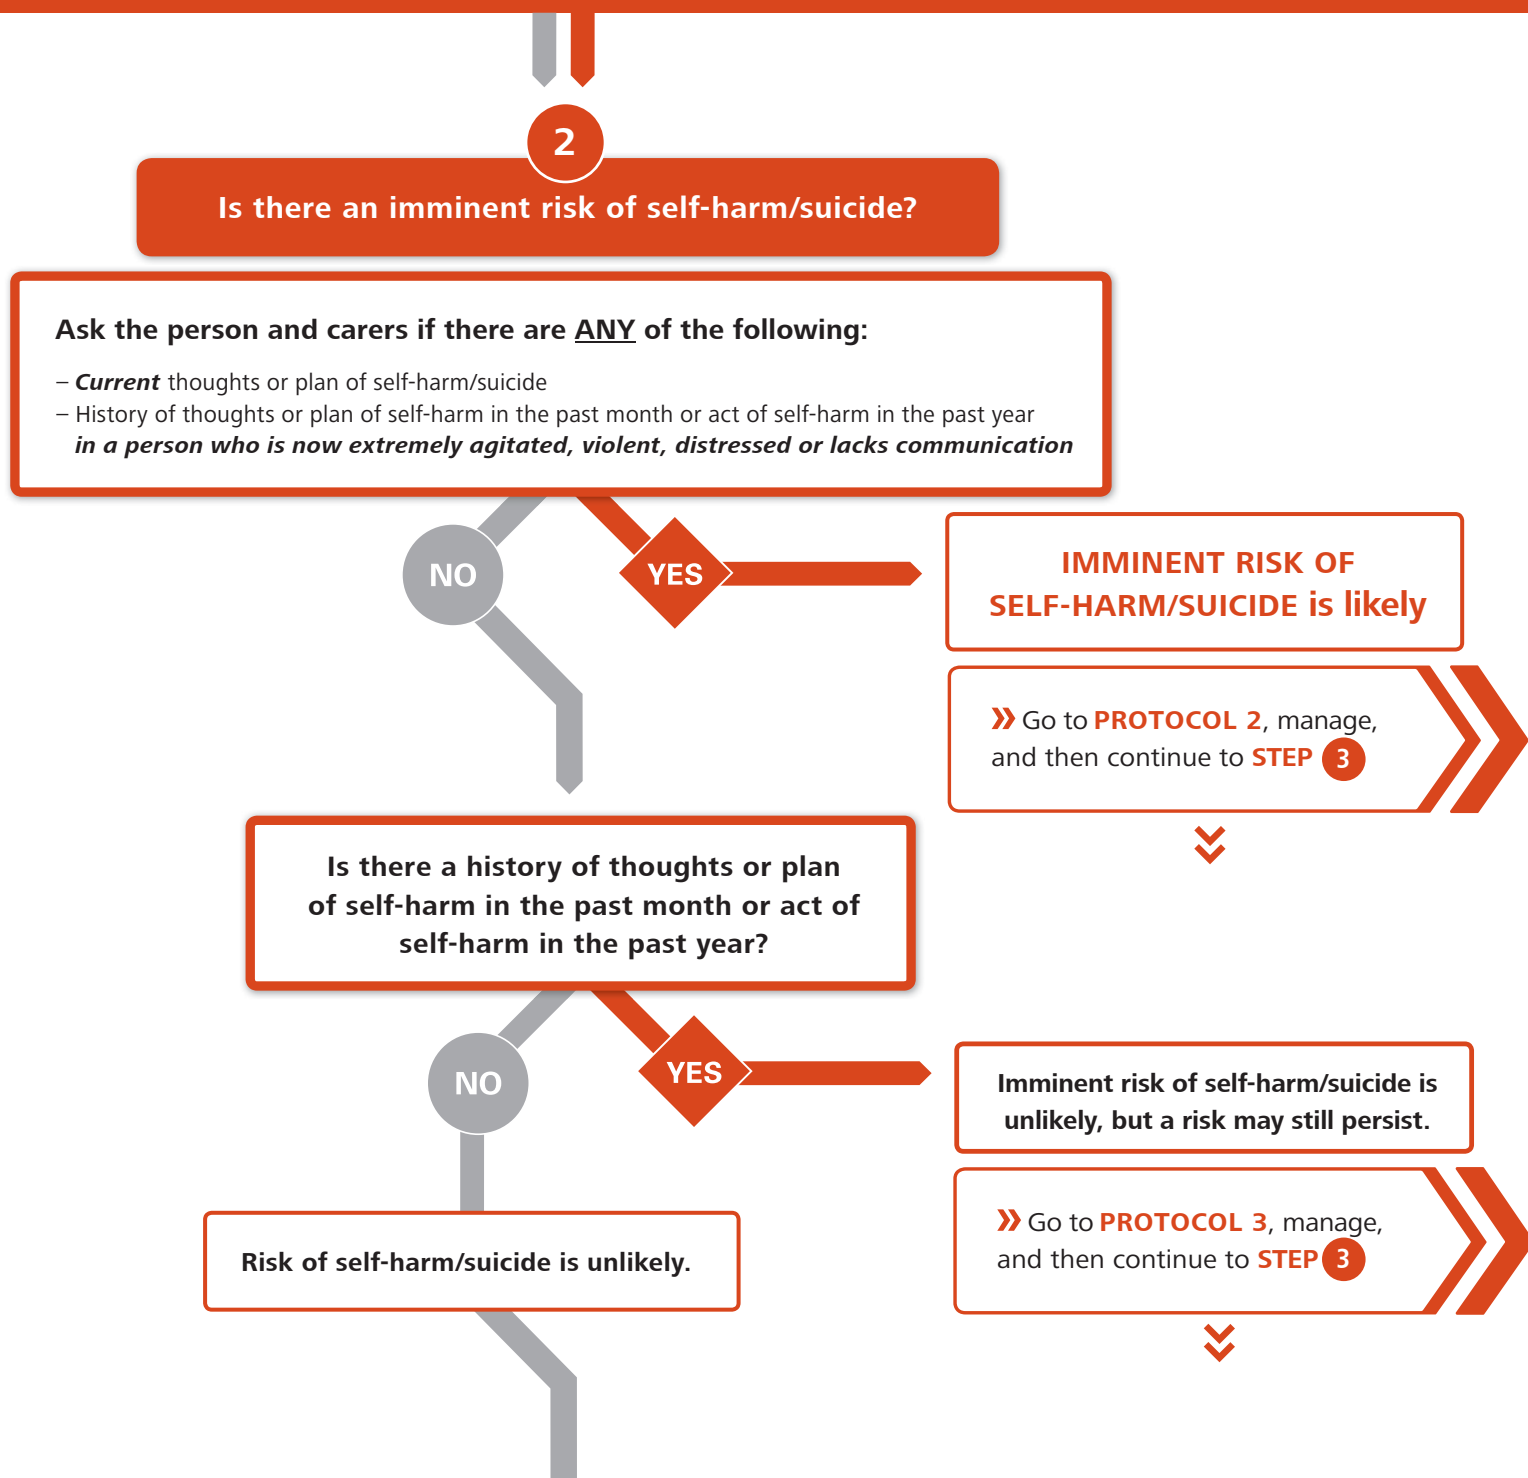 2
Is there an imminent risk of self-harm/suicide?
Ask the person and carers if there are ANY of the following:
– Current thoughts or plan of self-harm/suicide
– History of thoughts or plan of self-harm in the past month or act of self-harm in the past year
in a person who is now extremely agitated, violent, distressed or lacks communication
NO
YES
IMMINENT RISK OF
SELF-HARM/SUICIDE is likely
» Go to PROTOCOL 2, manage,
and then continue to STEP 3
Is there a history of thoughts or plan
of self-harm in the past month or act of
self-harm in the past year?
NO
YES
Imminent risk of self-harm/suicide is
unlikely, but a risk may still persist.
» Go to PROTOCOL 3, manage,
and then continue to STEP 3
Risk of self-harm/suicide is unlikely.